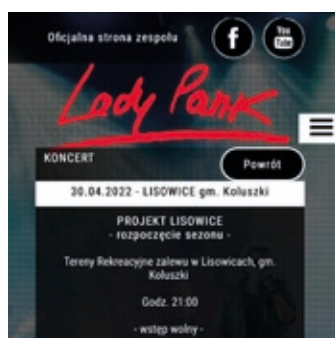 Oficjalna strona zespołu
f
You
Tube
Lady Pank
KONCERT
Powrót
30.04.2022 - LISOWICE gm. Koluszki
PROJEKT LISOWICE
- rozpoczęcie sezonu -
Tereny Rekreacyjne zalewu w Lisowicach, gm.
Koluszki
Godz. 21:00
- wstęp wolny -